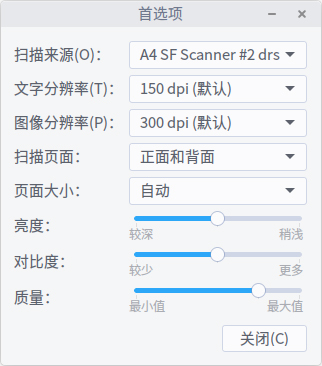 首选项
扫描来源(O)： A4 SF Scanner #2 drs
文字分辨率(T)： 150 dpi (默认)
图像分辨率(P)： 300 dpi (默认)
扫描页面： 正面和背面
页面大小： 自动
亮度：
较深 稍浅
对比度：
较少 更多
质量：
最小值 最大值
关闭(C)